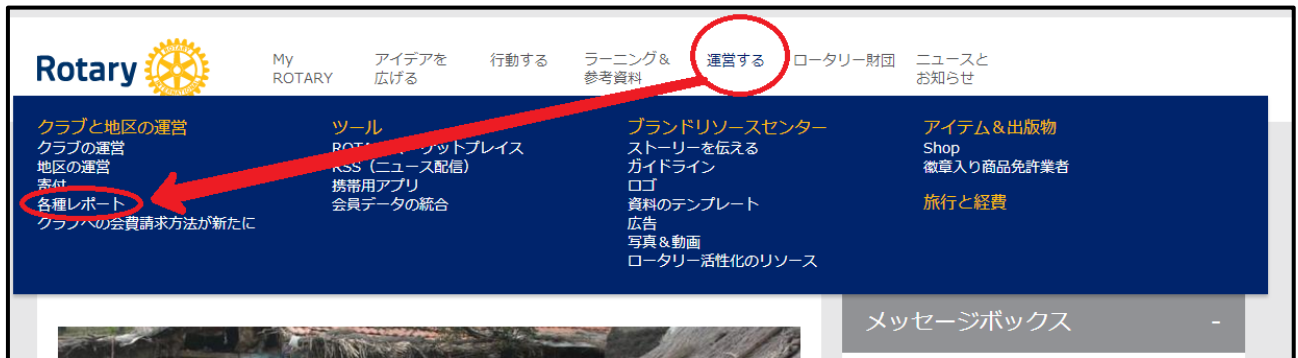 Rotary
My
ROTARY
アイデアを
広げる
行動する
ラーニング＆
参考資料
運営する
ロータリー財団
ニュースと
お知らせ
クラブと地区の運営
クラブの運営
地区の運営
寄付
各種レポート
クラブへの会費請求方法が新たに
ツール
RSS（ニュース配信）
携帯用アプリ
会員データの統合
ブランドリソースセンター
ストーリーを伝える
ガイドライン
ロゴ
資料のテンプレート
広告
写真＆動画
ロータリー活性化のリソース
アイテム＆出版物
Shop
徽章入り商品免許業者
旅行と経費
メッセージボックス -